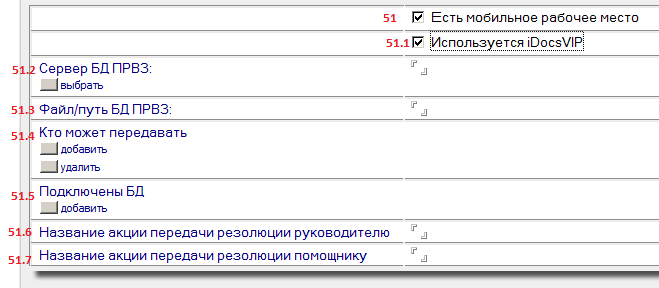 51 Есть мобильное рабочее место
51.1 Используется iDocsVIP
51.2 Сервер БД ПРВЗ:
выбрать
51.3 Файл/путь БД ПРВЗ:
51.4 Кто может передавать
добавить
удалить
51.5 Подключены БД
добавить
51.6 Название акции передачи резолюции руководителю
51.7 Название акции передачи резолюции помощнику